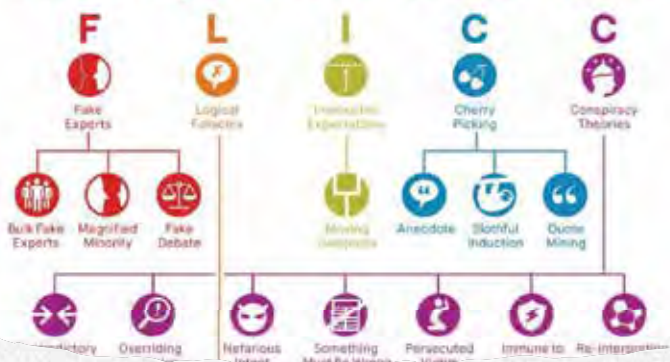 F L I C C
Fake Experts
Logical Fallacies
Impossible Expectations
Cherry Picking
Conspiracy Theories
Bulk Fake Experts
Magnified Minority
Fake Debate
Moving Goalposts
Anecdote
Slothful Induction
Quote Mining
Overriding
Nefarious Intent
Something Must Be Wrong
Persecuted Victim
Immune to